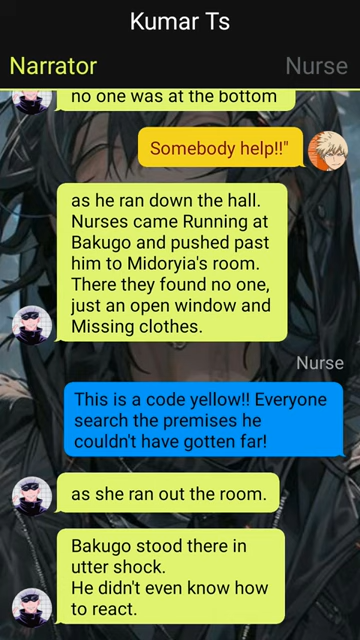 Kumar Ts
Narrator
Nurse
no one was at the bottom
Somebody help!!"
as he ran down the hall.
Nurses came Running at
Bakugo and pushed past
him to Midoryia's room.
There they found no one,
just an open window and
Missing clothes.
Nurse
This is a code yellow!! Everyone
search the premises he
couldn't have gotten far!
as she ran out the room.
Bakugo stood there in
utter shock.
He didn't even know how
to react.